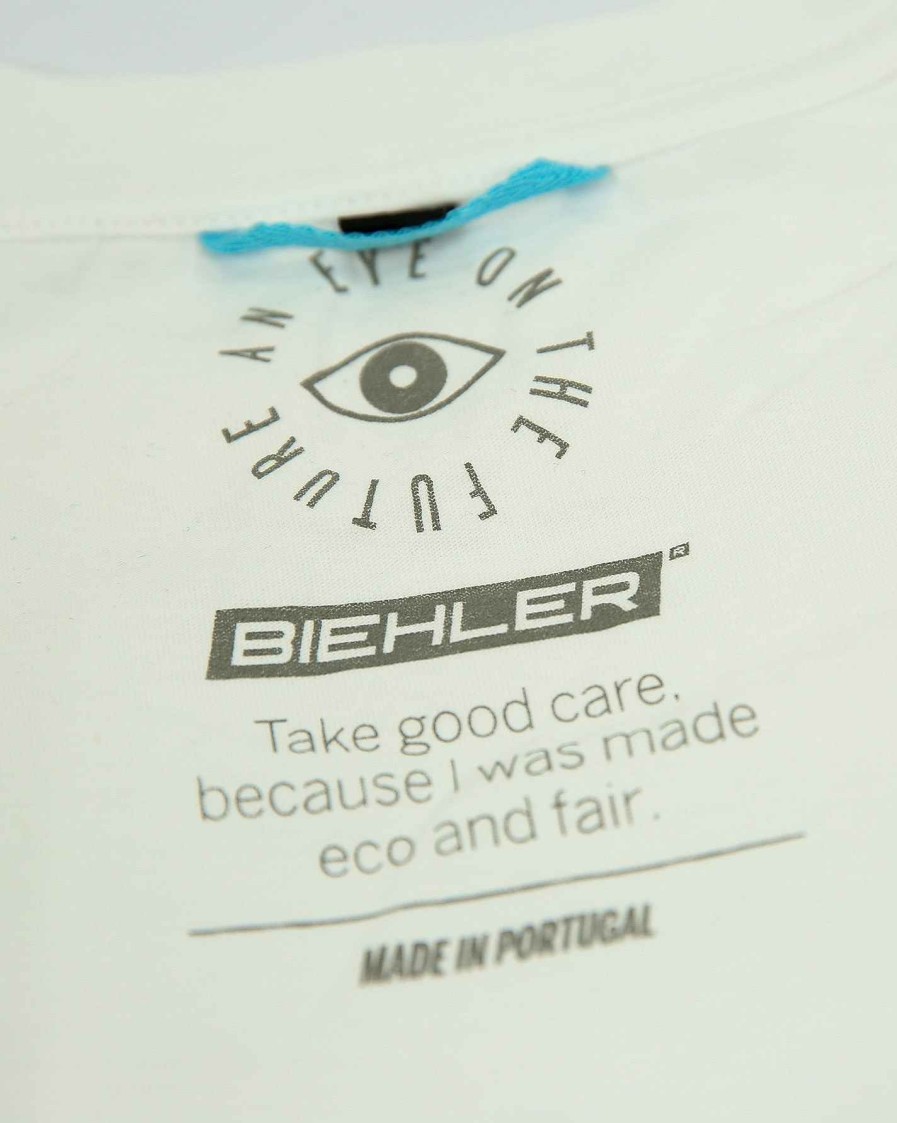 AN EYE ON THE FUTURE
BIEHLER
R
Take good care.
because I was made
eco and fair.
MADE IN PORTUGAL